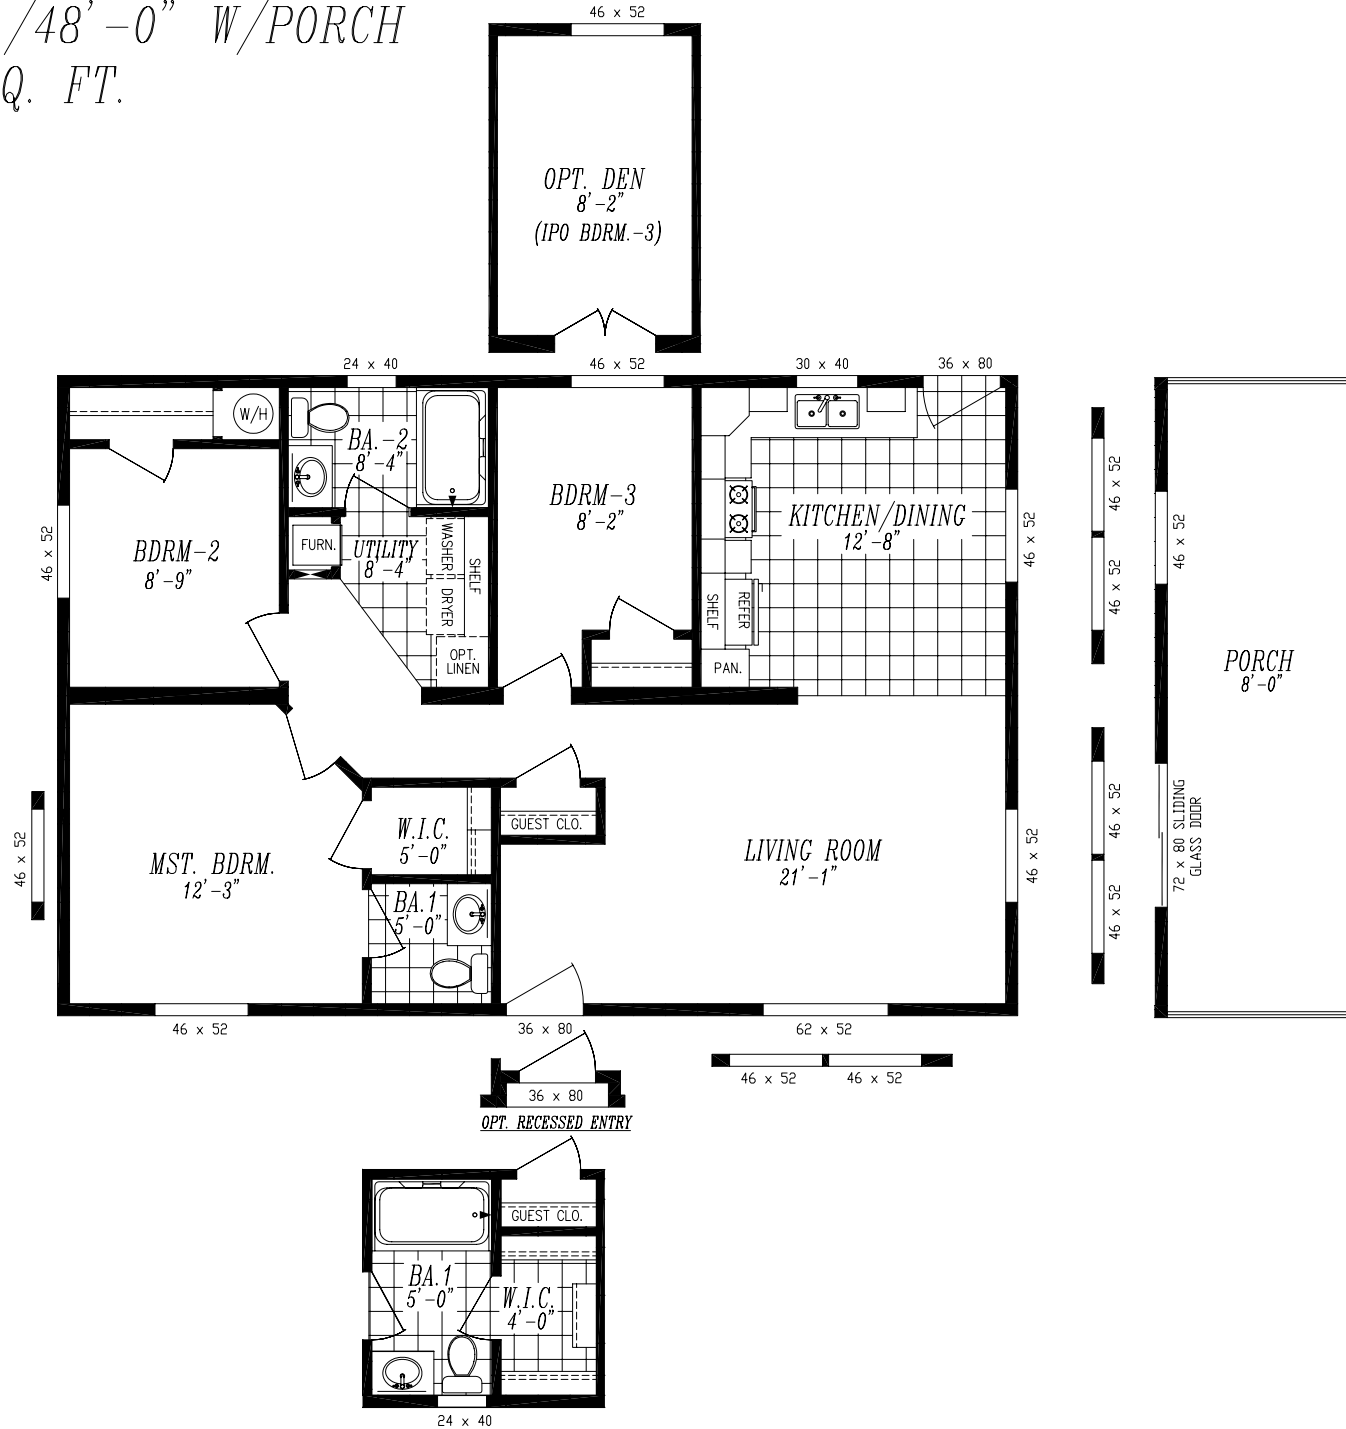 /48'-0" W/PORCH
Q. FT.
46 x 52
OPT. DEN
8'-2"
(IPO BDRM.-3)
24 x 40
46 x 52
30 x 40
36 x 80
W/H
BA.-2
8'-4"
BDRM-3
8'-2"
KITCHEN/DINING
12'-8"
46 x 52
46 x 52
46 x 52
46 x 52
46 x 52
BDRM-2
8'-9"
FURN.
UTILITY
8'-4"
WASHER
DRYER
SHELF
OPT.
LINEN
SHELF
REFER
PAN.
PORCH
8'-0"
72 x 80 SLIDING
GLASS DOOR
46 x 52
MST. BDRM.
12'-3"
W.I.C.
5'-0"
GUEST CLO.
LIVING ROOM
21'-1"
46 x 52
46 x 52
46 x 52
BA.1
5'-0"
46 x 52
36 x 80
62 x 52
46 x 52
46 x 52
36 x 80
OPT. RECESSED ENTRY
GUEST CLO.
BA.1
5'-0"
W.I.C.
4'-0"
24 x 40